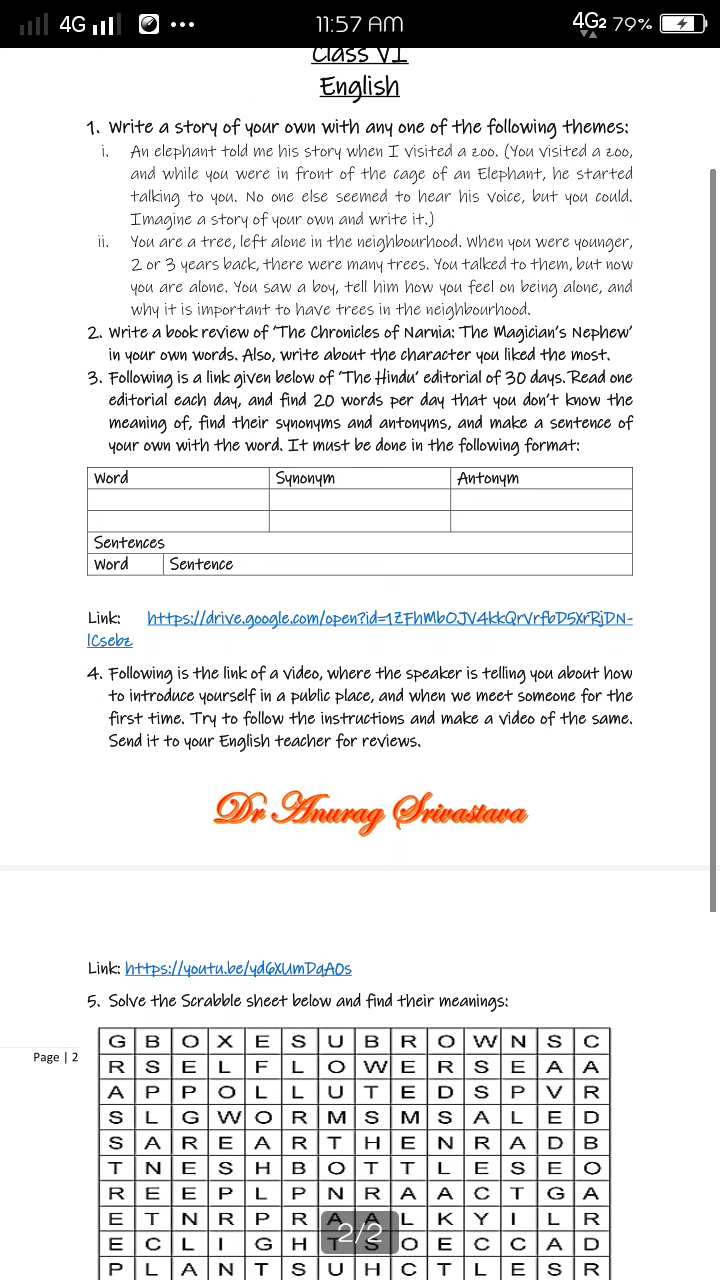 4G 11:57 AM 4G2 79%
Class VI
English
1. Write a story of your own with any one of the following themes:
i. An elephant told me his story when I visited a zoo. (You visited a zoo,
and while you were in front of the cage of an Elephant, he started
talking to you. No one else seemed to hear his voice, but you could.
Imagine a story of your own and write it.)
ii. You are a tree, left alone in the neighbourhood. When you were younger,
2 or 3 years back, there were many trees. You talked to them, but now
you are alone. You saw a boy, tell him how you feel on being alone, and
why it is important to have trees in the neighbourhood.
2. Write a book review of 'The Chronicles of Narnia: The Magician's Nephew'
in your own words. Also, write about the character you liked the most.
3. Following is a link given below of 'The Hindu' editorial of 30 days. Read one
editorial each day, and find 20 words per day that you don't know the
meaning of, find their synonyms and antonyms, and make a sentence of
your own with the word. It must be done in the following format:
Word Synonym Antonym
Sentences
Word Sentence
Link: https://drive.google.com/open?id=1ZFhMbOJV4kkQrVrfbD5XrRjDN-
lCsebz
4. Following is the link of a video, where the speaker is telling you about how
to introduce yourself in a public place, and when we meet someone for the
first time. Try to follow the instructions and make a video of the same.
Send it to your English teacher for reviews.
Dr Anurag Srivastava
Link: https://youtu.be/yd6XUmDqAOs
5. Solve the Scrabble sheet below and find their meanings:
Page | 2
G B O X E S U B R O W N S C
R S E L F L O W E R S E A A
A P P O L L U T E D S P V R
S L G W O R M S M S A L E D
S A R E A R T H E N R A D B
T N E S H B O T T L E S E O
R E E P L P N R A A C T G A
E T N R P R A A L K Y I L R
E C L I G H T S O E C C A D
P L A N T S U H C T L E S R
2/2